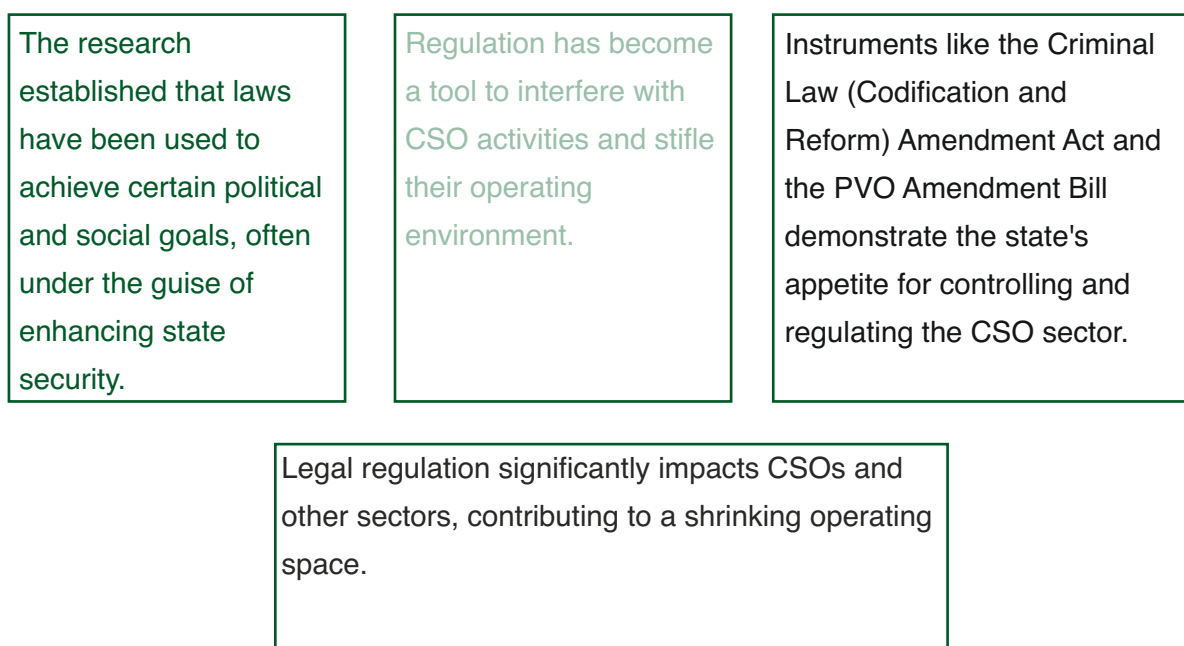 The research
established that laws
have been used to
achieve certain political
and social goals, often
under the guise of
enhancing state
security.
Regulation has become
a tool to interfere with
CSO activities and stifle
their operating
environment.
Instruments like the Criminal
Law (Codification and
Reform) Amendment Act and
the PVO Amendment Bill
demonstrate the state's
appetite for controlling and
regulating the CSO sector.
Legal regulation significantly impacts CSOs and
other sectors, contributing to a shrinking operating
space.